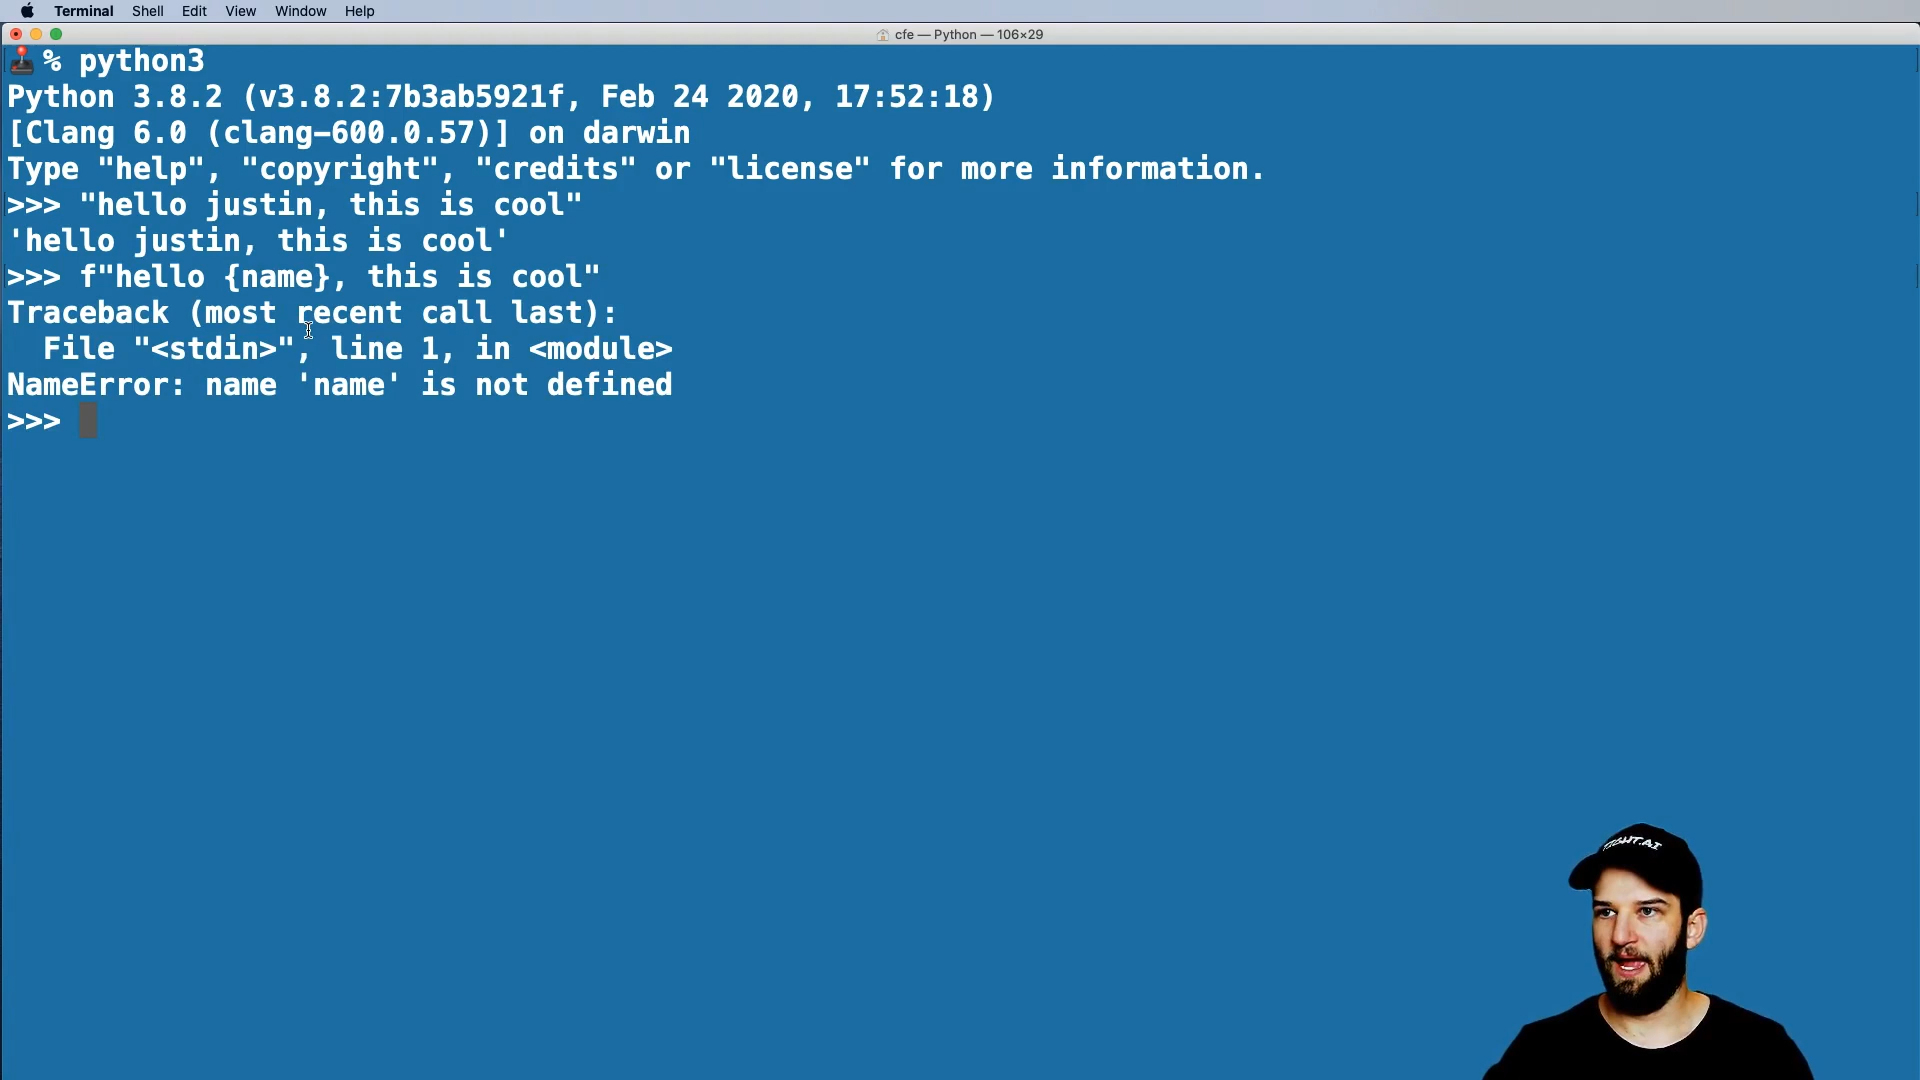 Terminal Shell Edit View Window Help
cfe — Python — 106×29
% python3
Python 3.8.2 (v3.8.2:7b3ab5921f, Feb 24 2020, 17:52:18)
[Clang 6.0 (clang-600.0.57)] on darwin
Type "help", "copyright", "credits" or "license" for more information.
>>> "hello justin, this is cool"
'hello justin, this is cool'
>>> f"hello {name}, this is cool"
Traceback (most recent call last):
  File "<stdin>", line 1, in <module>
NameError: name 'name' is not defined
>>>